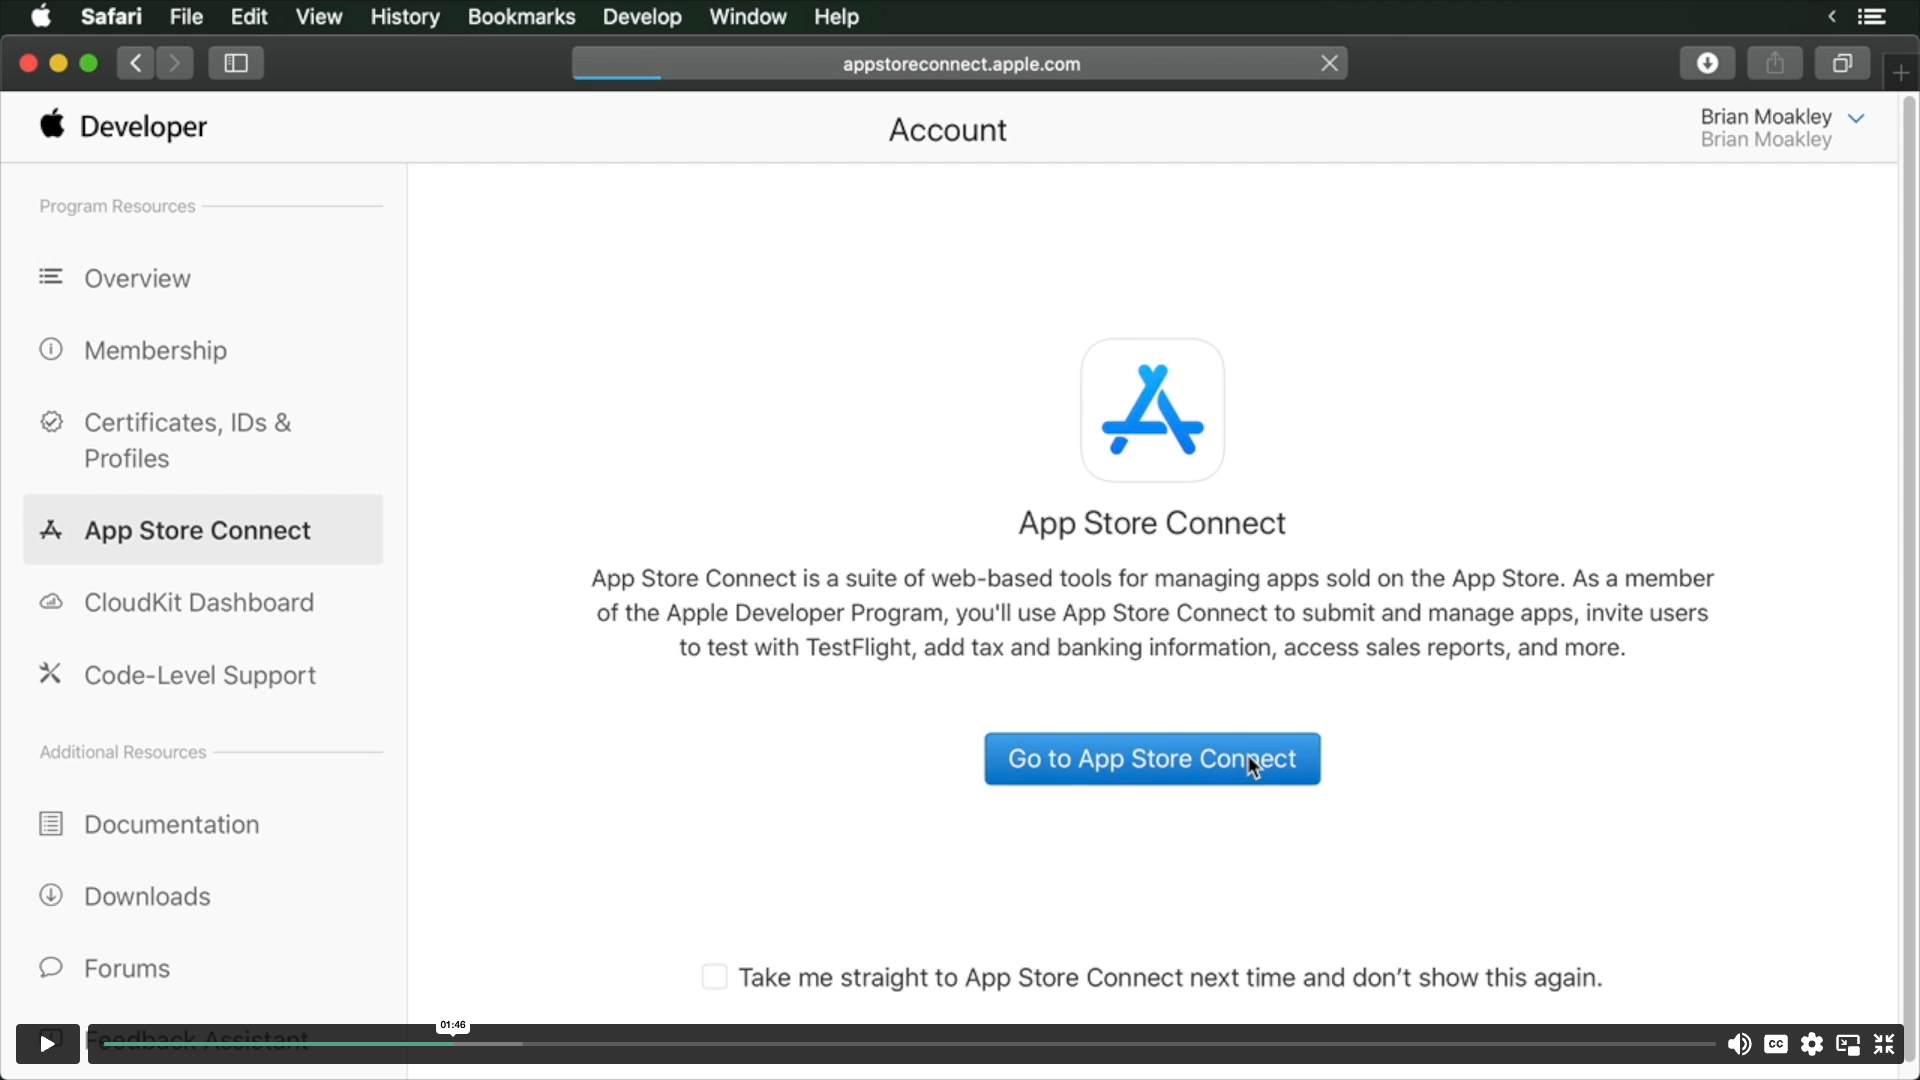 Safari File Edit View History Bookmarks Develop Window Help
appstoreconnect.apple.com
Developer
Account
Brian Moakley
Brian Moakley
Program Resources
Overview
Membership
Certificates, IDs &
Profiles
App Store Connect
CloudKit Dashboard
Code-Level Support
Additional Resources
Documentation
Downloads
Forums
Feedback Assistant
App Store Connect
App Store Connect is a suite of web-based tools for managing apps sold on the App Store. As a member
of the Apple Developer Program, you'll use App Store Connect to submit and manage apps, invite users
to test with TestFlight, add tax and banking information, access sales reports, and more.
Go to App Store Connect
Take me straight to App Store Connect next time and don’t show this again.
01:46
CC